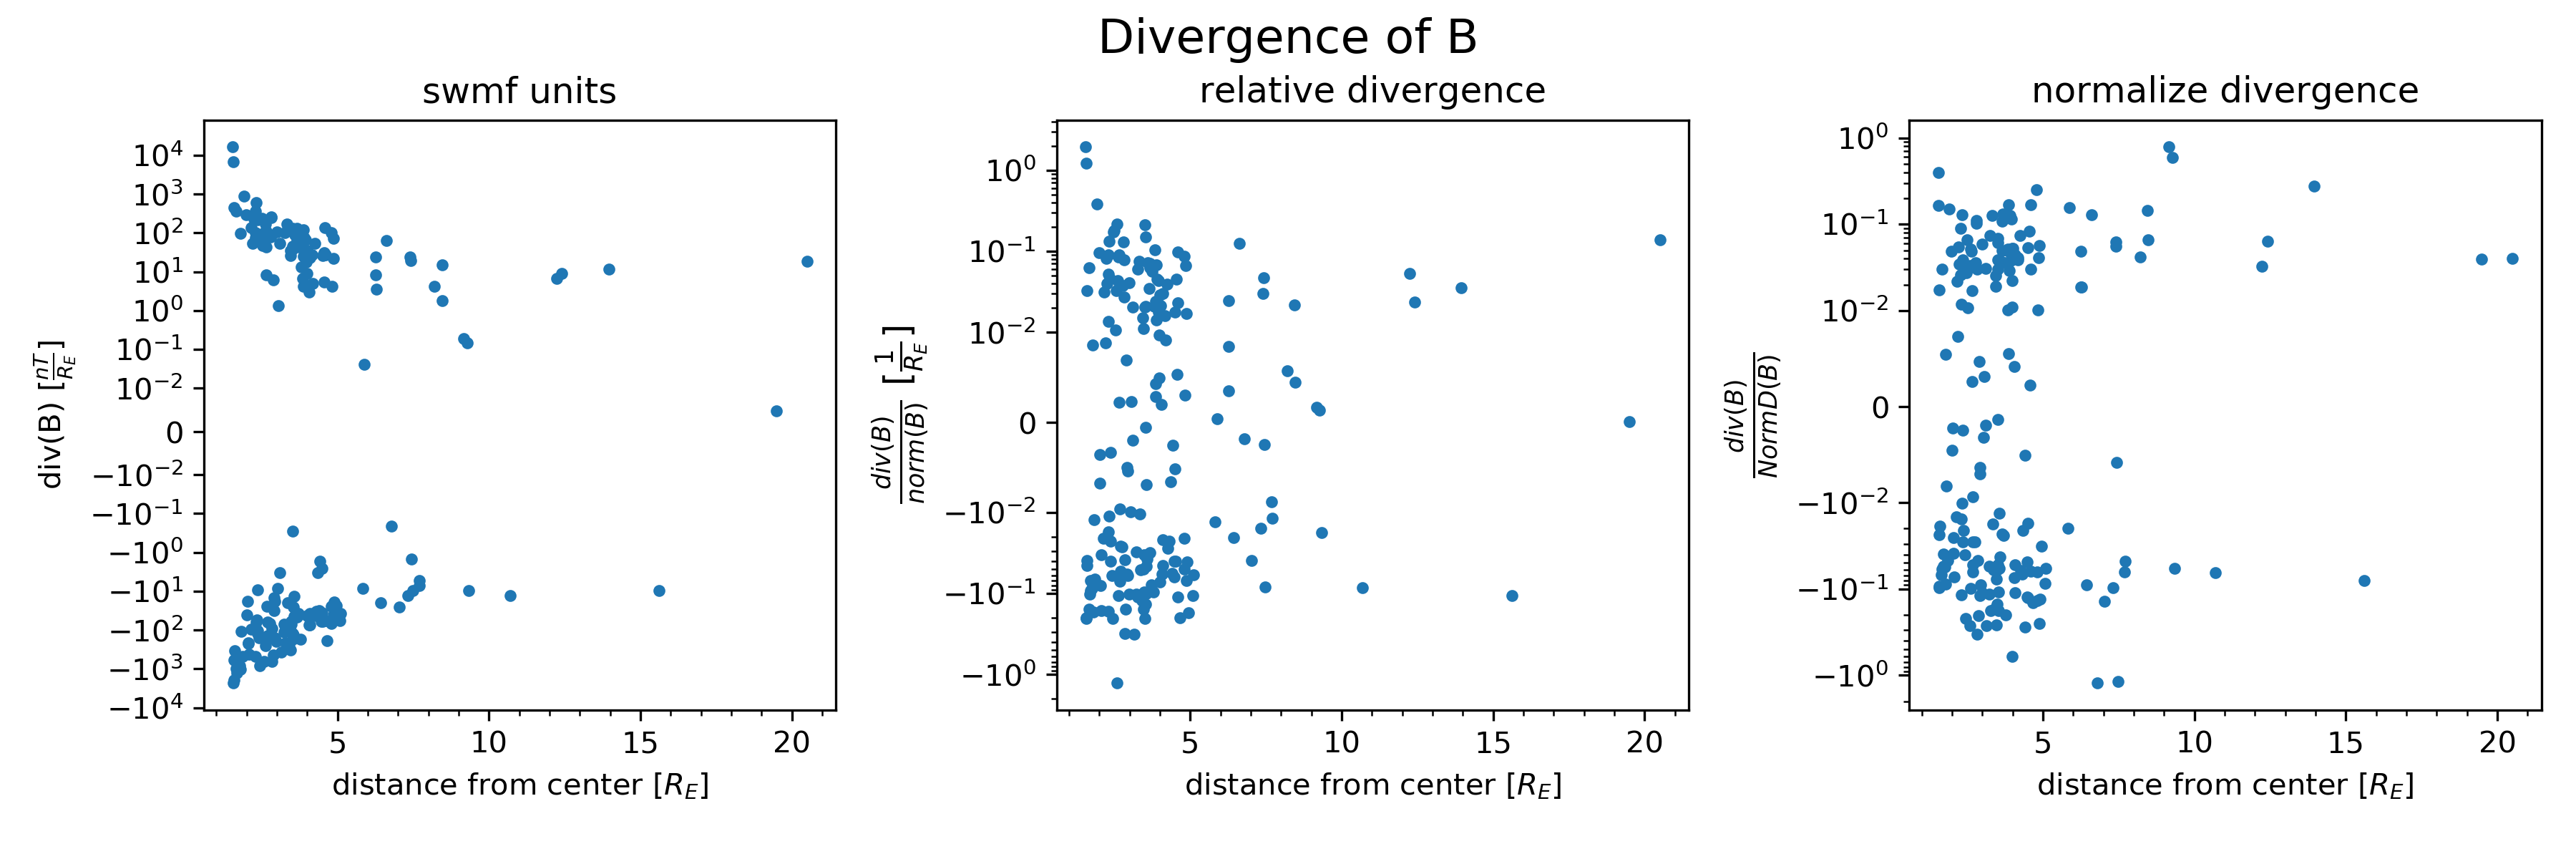 Divergence of B
swmf units
10^4
10^3
10^2
10^1
10^0
10^-1
10^-2
0
-10^-2
-10^-1
-10^0
-10^1
-10^2
-10^3
-10^4
div(B) [nT/R_E]
5 10 15 20
distance from center [R_E]
relative divergence
10^0
10^-1
10^-2
0
-10^-2
-10^-1
-10^0
div(B)/norm(B) [1/R_E]
5 10 15 20
distance from center [R_E]
normalize divergence
10^0
10^-1
10^-2
0
-10^-2
-10^-1
-10^0
div(B)/NormD(B)
5 10 15 20
distance from center [R_E]